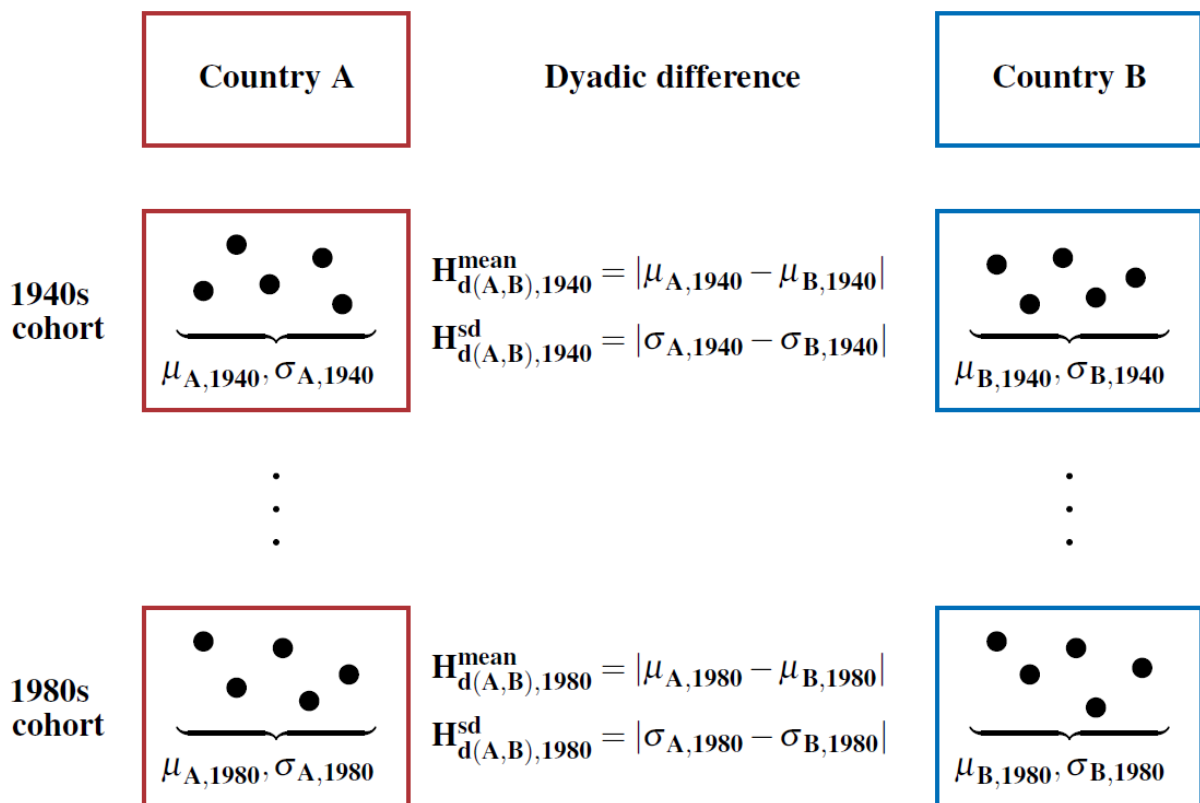 Country A Dyadic difference Country B
1940s
cohort
H^mean_d(A,B),1940 = |μ_A,1940 − μ_B,1940|
H^sd_d(A,B),1940 = |σ_A,1940 − σ_B,1940|
μ_A,1940, σ_A,1940
μ_B,1940, σ_B,1940
1980s
cohort
H^mean_d(A,B),1980 = |μ_A,1980 − μ_B,1980|
H^sd_d(A,B),1980 = |σ_A,1980 − σ_B,1980|
μ_A,1980, σ_A,1980
μ_B,1980, σ_B,1980